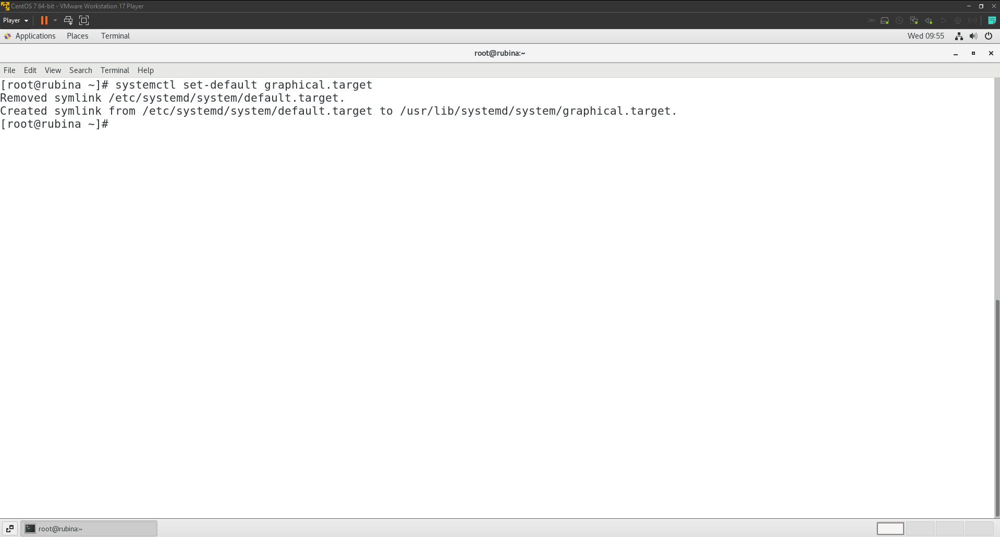 CentOS 7 64-bit - VMware Workstation 17 Player
Player
Applications Places Terminal Wed 09:55
root@rubina:~
File Edit View Search Terminal Help
[root@rubina ~]# systemctl set-default graphical.target
Removed symlink /etc/systemd/system/default.target.
Created symlink from /etc/systemd/system/default.target to /usr/lib/systemd/system/graphical.target.
[root@rubina ~]#
root@rubina:~